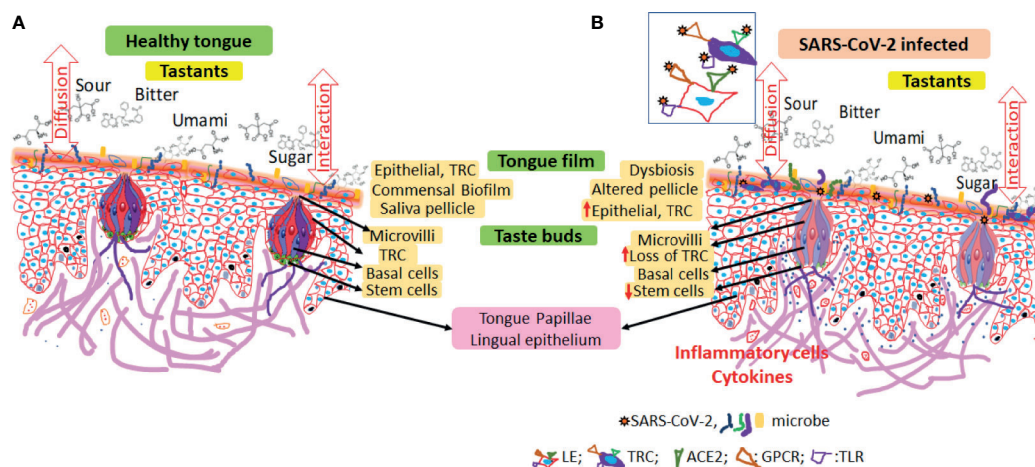 A
Healthy tongue
Tastants
Diffusion
Sour
Bitter
Umami
Sugar
Interaction
Epithelial, TRC
Commensal Biofilm
Saliva pellicle
Tongue film
Microvilli
TRC
Basal cells
Stem cells
Taste buds
Tongue Papillae
Lingual epithelium
B
SARS-CoV-2 infected
Tastants
Diffusion
Sour
Bitter
Umami
Sugar
Interaction
Dysbiosis
Altered pellicle
Epithelial, TRC
Microvilli
Loss of TRC
Basal cells
Stem cells
Inflammatory cells
Cytokines
SARS-CoV-2, microbe
LE; TRC; ACE2; : GPCR; :TLR